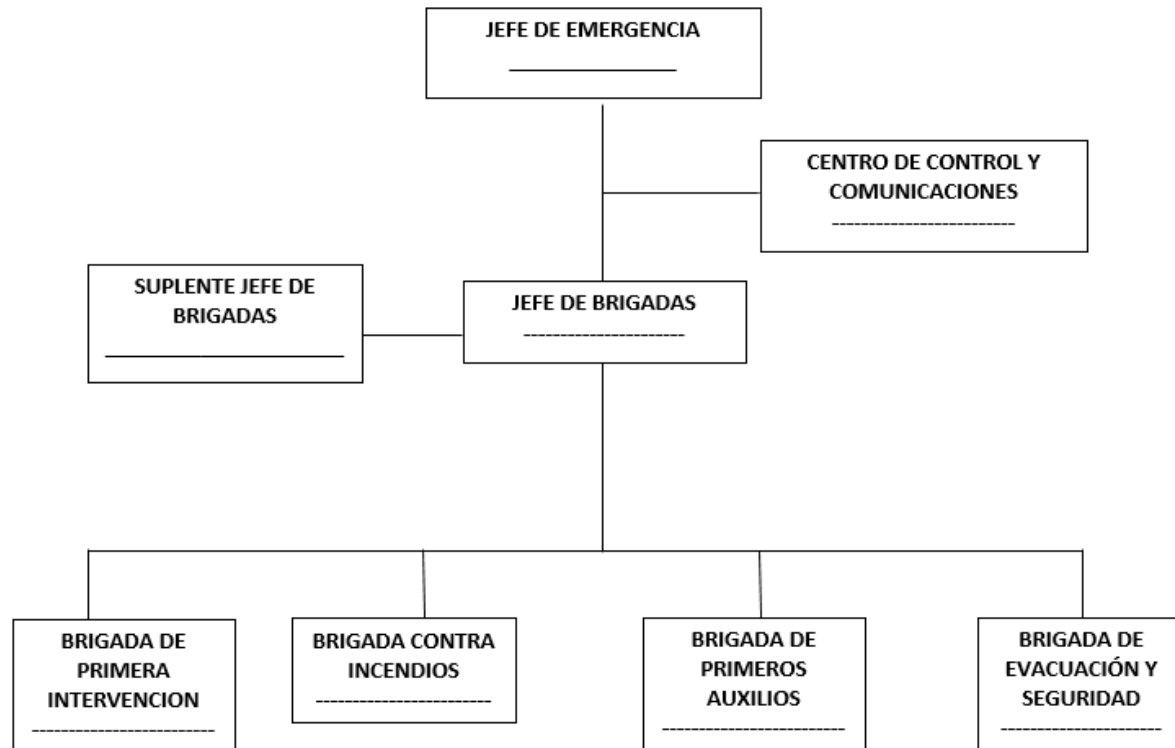 JEFE DE EMERGENCIA
CENTRO DE CONTROL Y
COMUNICACIONES
SUPLENTE JEFE DE
BRIGADAS
JEFE DE BRIGADAS
BRIGADA DE
PRIMERA
INTERVENCION
BRIGADA CONTRA
INCENDIOS
BRIGADA DE
PRIMEROS
AUXILIOS
BRIGADA DE
EVACUACIÓN Y
SEGURIDAD